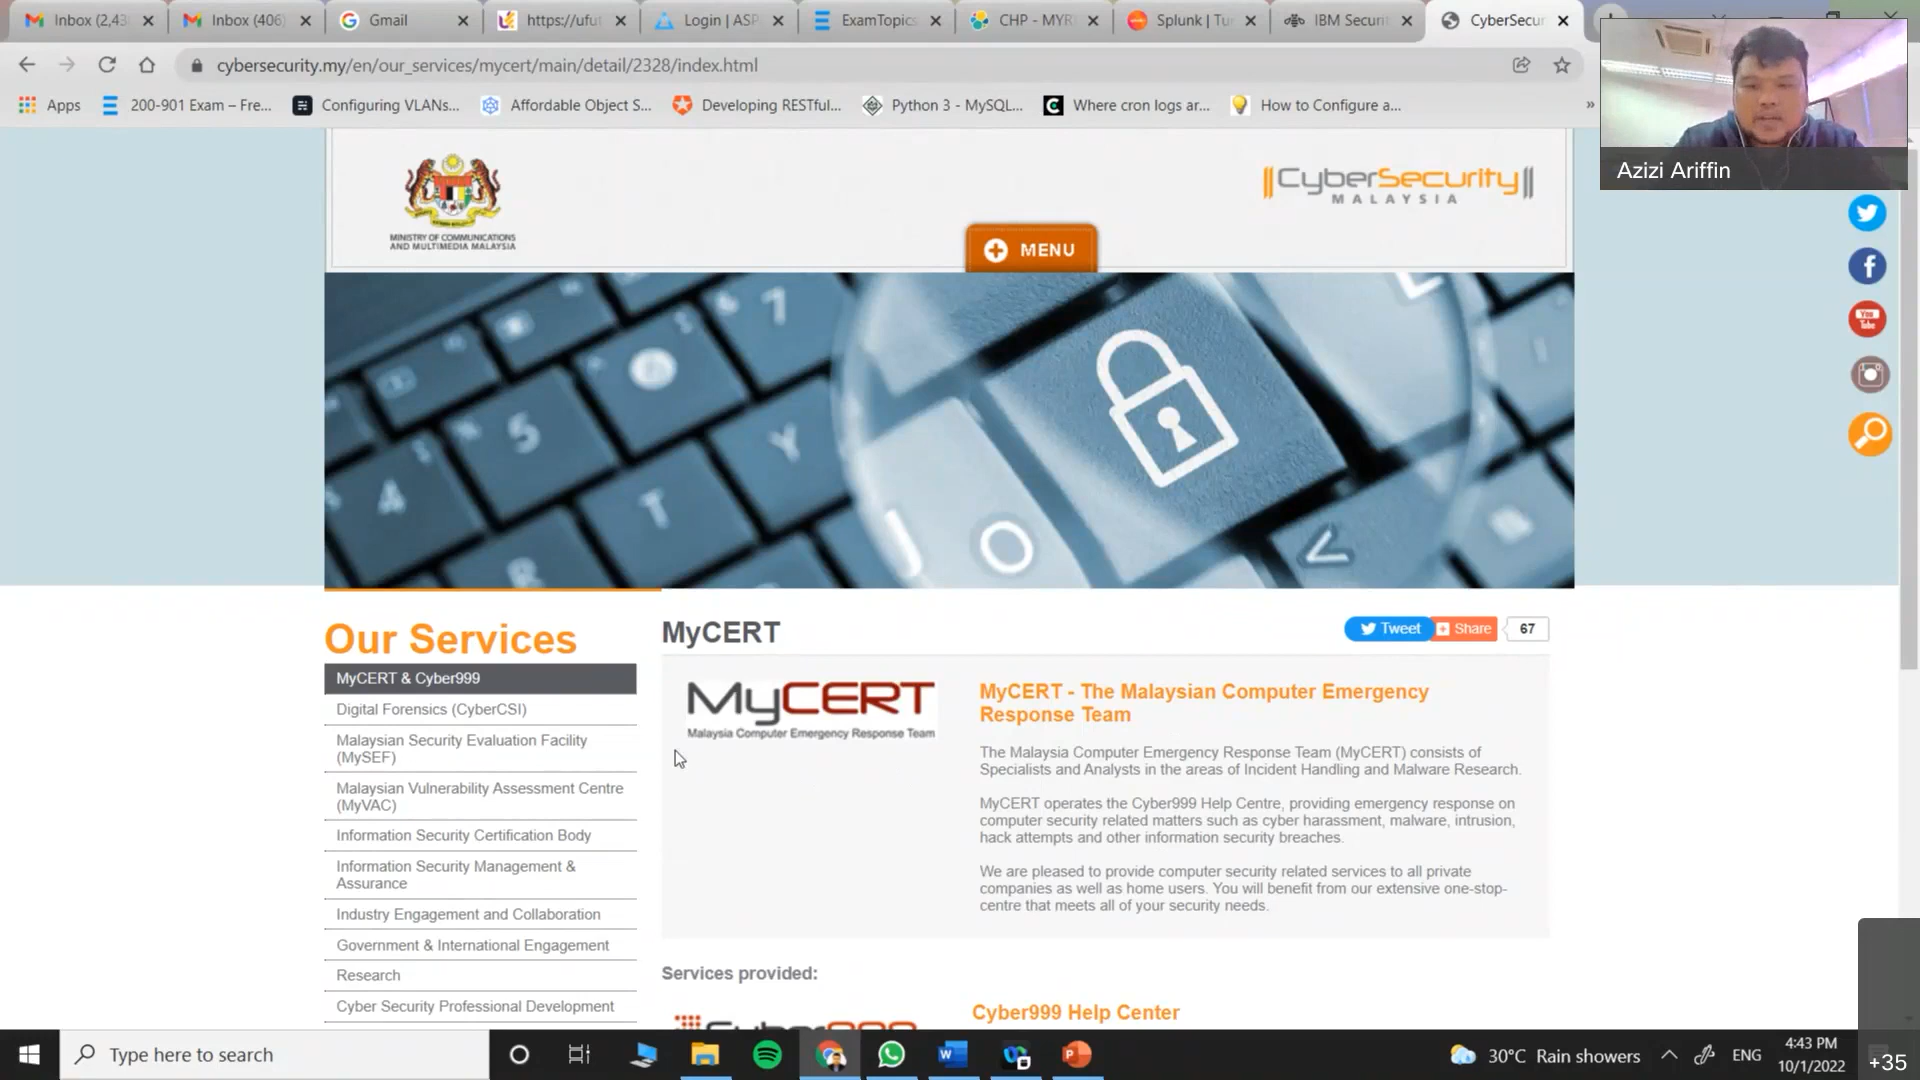 Inbox (2,43
Inbox (406)
Gmail
https://ufut
Login | ASP
ExamTopics
CHP - MYR
Splunk | Tu
IBM Securit
CyberSecur
cybersecurity.my/en/our_services/mycert/main/detail/2328/index.html
Apps
200-901 Exam – Fre...
Configuring VLANs...
Affordable Object S...
Developing RESTful...
Python 3 - MySQL...
Where cron logs ar...
How to Configure a...
»
Azizi Ariffin
MINISTRY OF COMMUNICATIONS
AND MULTIMEDIA MALAYSIA
CyberSecurity
MALAYSIA
MENU
You
Tube
7
5
Y
4
T
R
I
O
L
<
Our Services
MyCERT & Cyber999
Digital Forensics (CyberCSI)
Malaysian Security Evaluation Facility
(MySEF)
Malaysian Vulnerability Assessment Centre
(MyVAC)
Information Security Certification Body
Information Security Management &
Assurance
Industry Engagement and Collaboration
Government & International Engagement
Research
Cyber Security Professional Development
MyCERT
Tweet
Share
67
MyCERT
Malaysia Computer Emergency Response Team
MyCERT - The Malaysian Computer Emergency
Response Team
The Malaysia Computer Emergency Response Team (MyCERT) consists of
Specialists and Analysts in the areas of Incident Handling and Malware Research.
MyCERT operates the Cyber999 Help Centre, providing emergency response on
computer security related matters such as cyber harassment, malware, intrusion,
hack attempts and other information security breaches.
We are pleased to provide computer security related services to all private
companies as well as home users. You will benefit from our extensive one-stop-
centre that meets all of your security needs.
Services provided:
Cyber999
Cyber999 Help Center
Type here to search
30°C Rain showers
ENG
4:43 PM
10/1/2022
+35